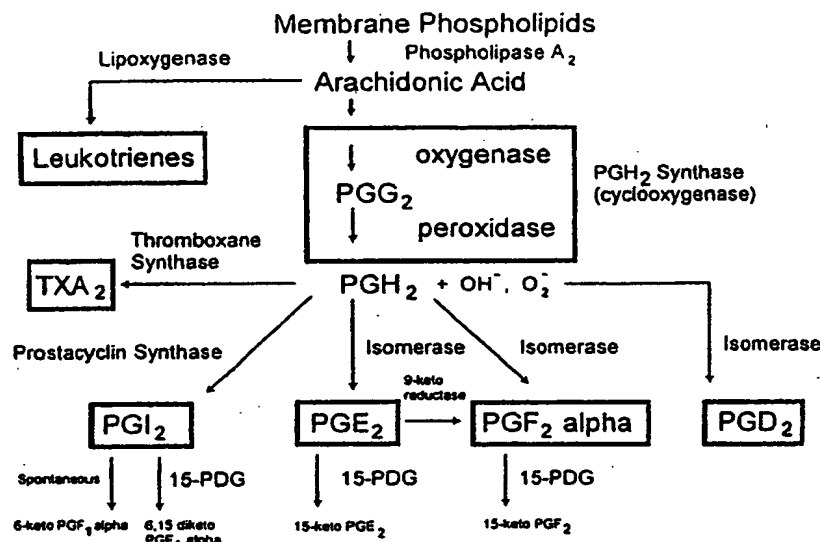 Membrane Phospholipids
Phospholipase A₂
Lipoxygenase
Arachidonic Acid
Leukotrienes
oxygenase
PGG₂
peroxidase
PGH₂ Synthase
(cyclooxygenase)
Thromboxane
Synthase
TXA₂
PGH₂ + OH⁻, O₂⁻
Prostacyclin Synthase
Isomerase
Isomerase
Isomerase
9-keto
reductase
PGI₂
PGE₂
PGF₂ alpha
PGD₂
Spontaneous
15-PDG
15-PDG
15-PDG
6-keto PGF₁ alpha
6,15 diketo
PGF₁ alpha
15-keto PGE₂
15-keto PGF₂